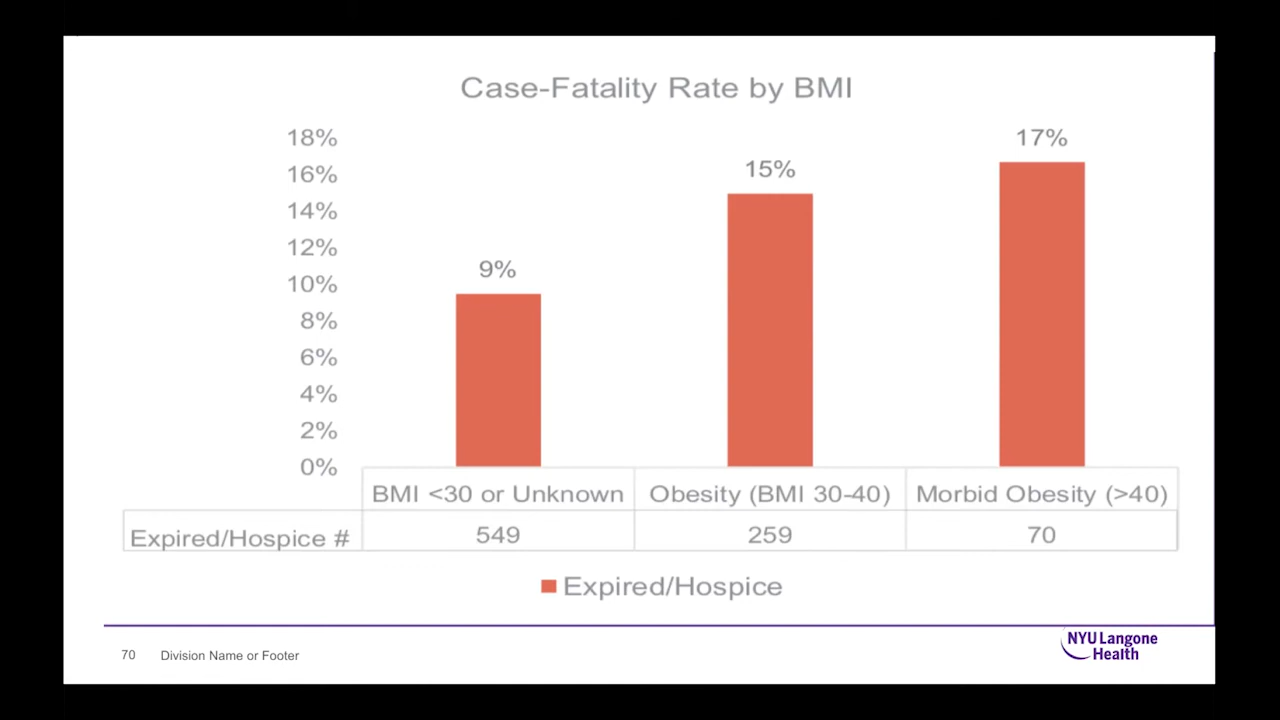 Case-Fatality Rate by BMI
18%
16%
14%
12%
10%
8%
6%
4%
2%
0%
9%
15%
17%
BMI <30 or Unknown Obesity (BMI 30-40) Morbid Obesity (>40)
Expired/Hospice # 549 259 70
Expired/Hospice
70 Division Name or Footer
NYU Langone
Health